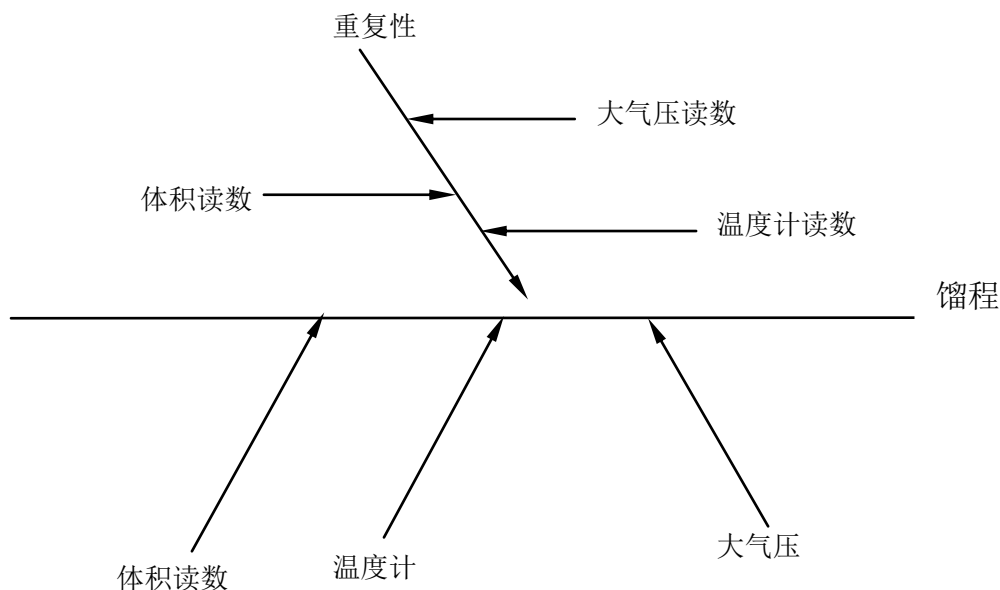 重复性
大气压读数
体积读数
温度计读数
馏程
体积读数
温度计
大气压